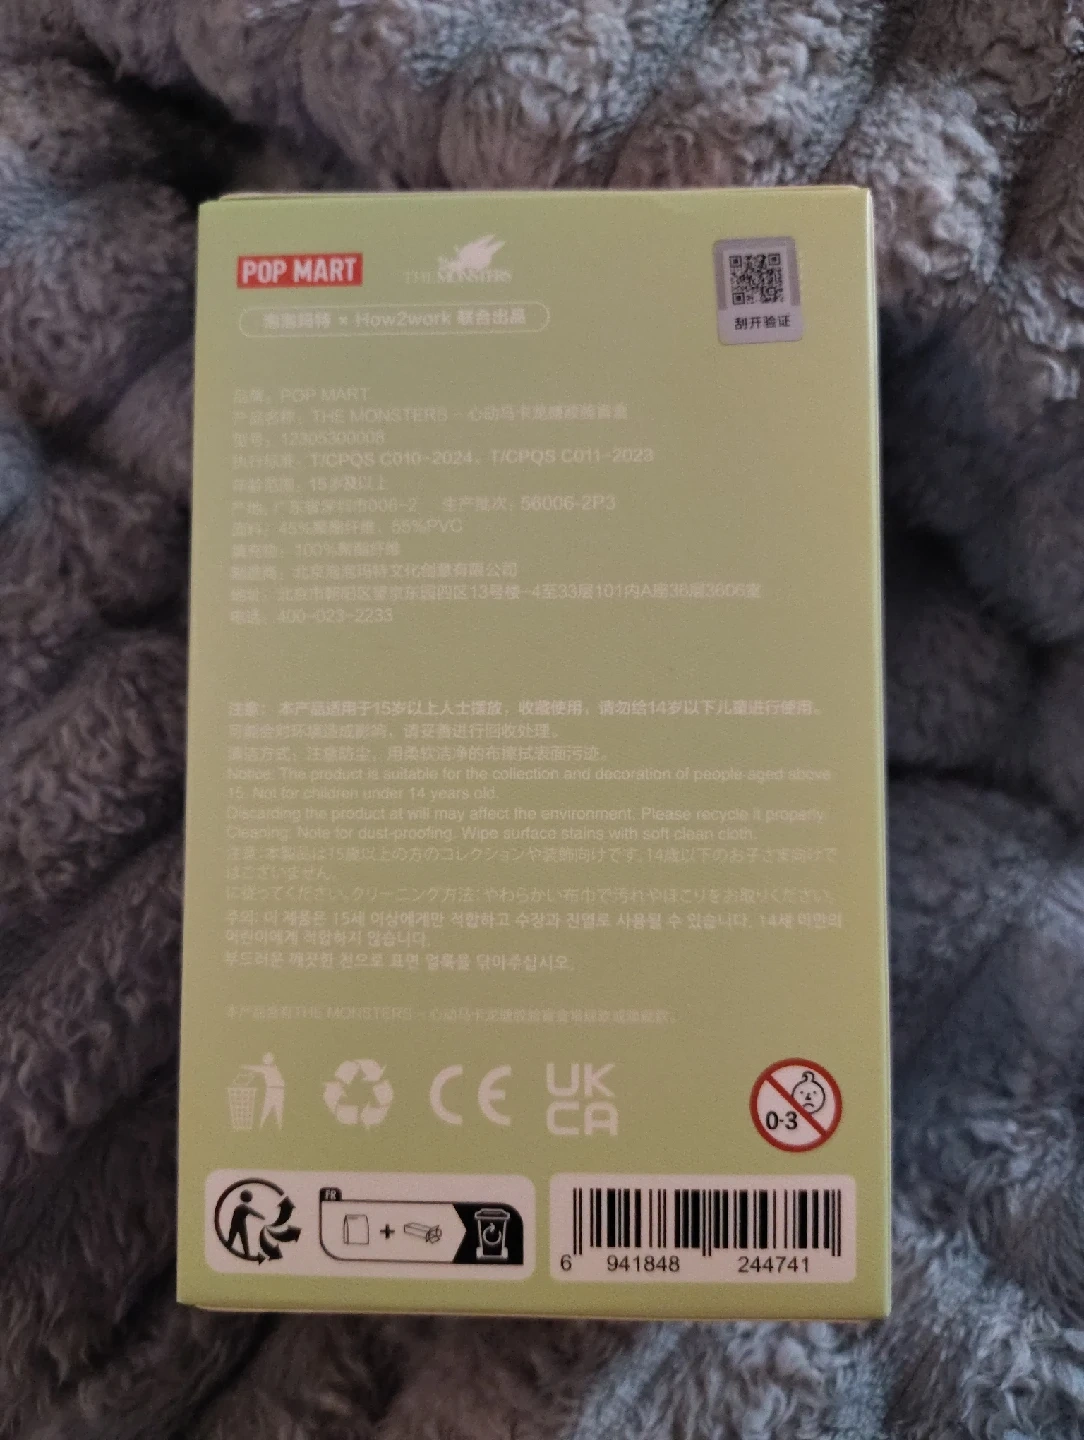 POP MART
THE MONSTERS
泡泡玛特 × How2work 联合出品
刮开验证
品牌：POP MART
产品名称：THE MONSTERS - 心动马卡龙搪胶脸盲盒
型号：12305300008
执行标准：T/CPQS C010-2024、T/CPQS C011-2023
年龄范围：15岁及以上
产地：广东省深圳市006-2 生产批次：56006-2P3
面料：45%聚酯纤维、55%PVC
填充物：100%聚酯纤维
制造商：北京泡泡玛特文化创意有限公司
地址：北京市朝阳区望京东园四区13号楼-4至33层101内A座36层3606室
电话：400-023-2233
注意：本产品适用于15岁以上人士摆放、收藏使用，请勿给14岁以下儿童进行使用。
可能会对环境造成影响，请妥善进行回收处理。
清洁方式：注意防尘，用柔软洁净的布擦拭表面污迹。
Notice: The product is suitable for the collection and decoration of people aged above
15. Not for children under 14 years old.
Discarding the product at will may affect the environment. Please recycle it properly.
Cleaning: Note for dust-proofing. Wipe surface stains with soft clean cloth.
注意:本製品は15歳以上の方のコレクションや装飾向けです。14歳以下のお子さま向けで
はございません。
に従ってください。クリーニング方法:やわらかい布巾で汚れやほこりをお取りください。
주의: 이 제품은 15세 이상에게만 적합하고 수장과 진열로 사용될 수 있습니다. 14세 미만의
어린이에게 적합하지 않습니다.
부드러운 깨끗한 천으로 표면 얼룩을 닦아주십시오.
本产品含有THE MONSTERS - 心动马卡龙搪胶脸盲盒
CE
UK
CA
0-3
FR
6 941848 244741